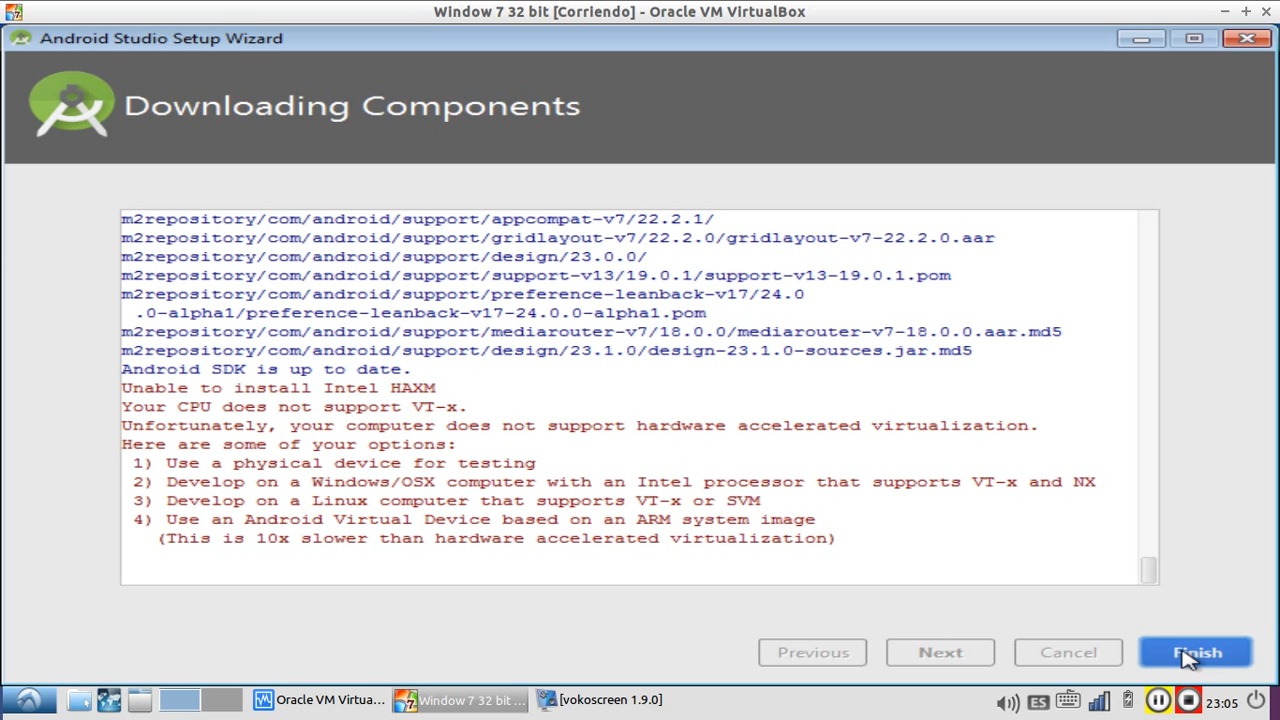 Window 7 32 bit [Corriendo] - Oracle VM VirtualBox
Android Studio Setup Wizard
Downloading Components
m2repository/com/android/support/appcompat-v7/22.2.1/
m2repository/com/android/support/gridlayout-v7/22.2.0/gridlayout-v7-22.2.0.aar
m2repository/com/android/support/design/23.0.0/
m2repository/com/android/support/support-v13/19.0.1/support-v13-19.0.1.pom
m2repository/com/android/support/preference-leanback-v17/24.0
.0-alpha1/preference-leanback-v17-24.0.0-alpha1.pom
m2repository/com/android/support/mediarouter-v7/18.0.0/mediarouter-v7-18.0.0.aar.md5
m2repository/com/android/support/design/23.1.0/design-23.1.0-sources.jar.md5
Android SDK is up to date.
Unable to install Intel HAXM
Your CPU does not support VT-x.
Unfortunately, your computer does not support hardware accelerated virtualization.
Here are some of your options:
1) Use a physical device for testing
2) Develop on a Windows/OSX computer with an Intel processor that supports VT-x and NX
3) Develop on a Linux computer that supports VT-x or SVM
4) Use an Android Virtual Device based on an ARM system image
(This is 10x slower than hardware accelerated virtualization)
Previous Next Cancel Finish
Oracle VM Virtua... Window 7 32 bit ... [vokoscreen 1.9.0] ES 23:05